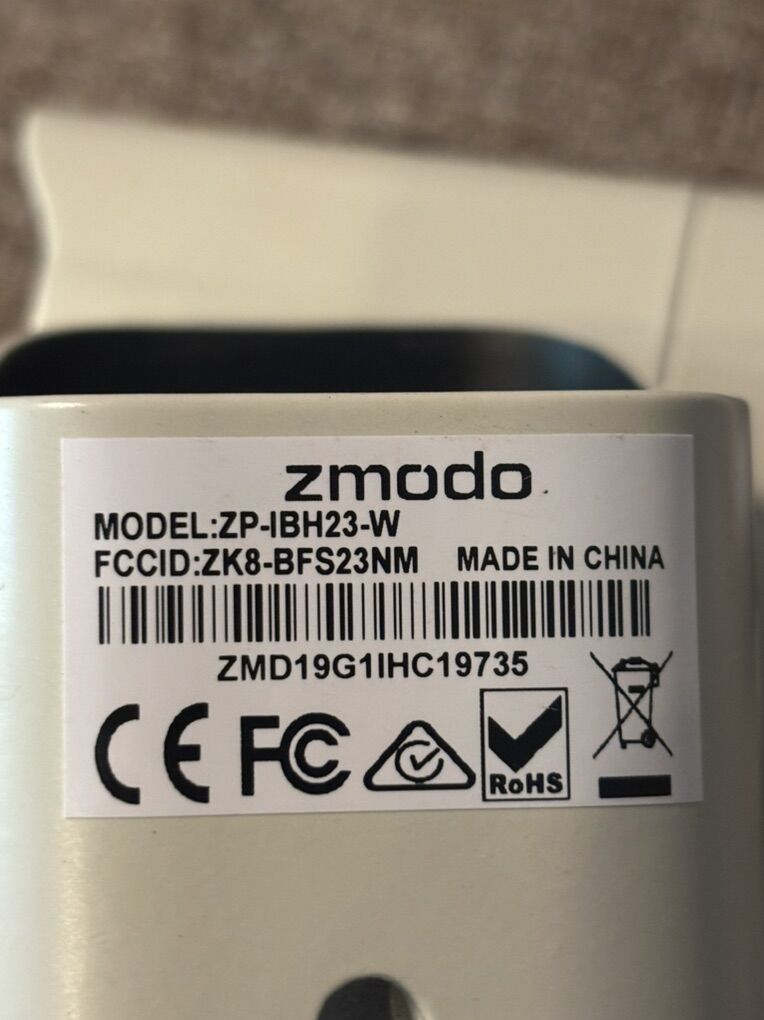 zmodo
MODEL:ZP-IBH23-W
FCCID:ZK8-BFS23NM MADE IN CHINA
ZMD19G1IHC19735
CE FC RoHS